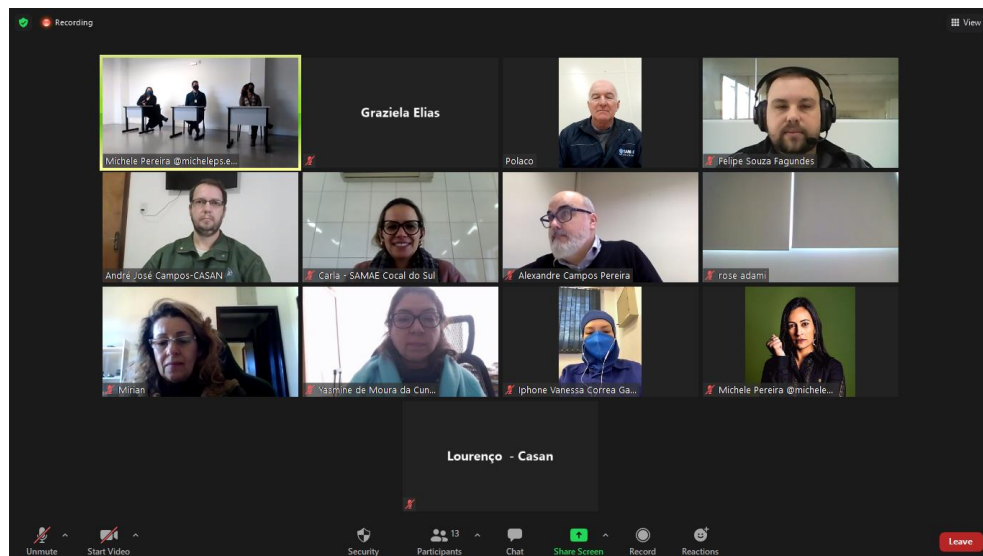 Recording
View
Michele Pereira @micheleps.e...
Graziela Elias
Polaco
Felipe Souza Fagundes
André José Campos-CASAN
Carla - SAMAE Cocal do Sul
Alexandre Campos Pereira
rose adami
Mirian
Yasmine de Moura da Cun...
Iphone Vanessa Correa Ga...
Michele Pereira @michele...
Lourenço - Casan
Unmute
Start Video
Security
13
Participants
Chat
Share Screen
Record
Reactions
Leave